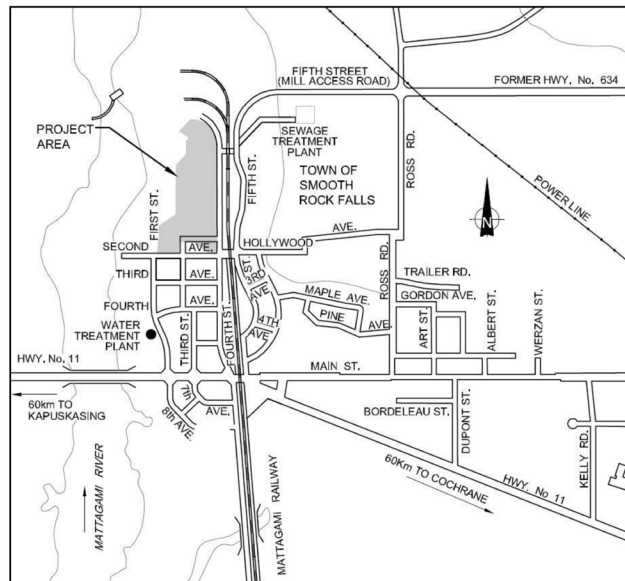 FIFTH STREET
(MILL ACCESS ROAD)
FORMER HWY. No. 634
PROJECT
AREA
SEWAGE
TREATMENT
PLANT
FIRST ST.
FIFTH ST.
TOWN OF
SMOOTH
ROCK FALLS
ROSS RD.
POWER LINE
N
SECOND
AVE.
HOLLYWOOD
AVE.
THIRD
AVE.
ST.
3RD
AVE
ROSS RD.
TRAILER RD.
GORDON AVE.
MAPLE AVE.
FOURTH
AVE.
PINE
AVE.
4TH
AVE
WATER
TREATMENT
PLANT
THIRD ST.
FOURTH ST.
ART ST.
ALBERT ST.
WERZAN ST.
HWY. No. 11
MAIN ST.
60km TO
KAPUSKASING
7th
8th AVE.
AVE.
BORDELEAU ST.
DUPONT ST.
KELLY RD.
60Km TO COCHRANE
HWY. No. 11
MATTAGAMI RIVER
MATTAGAMI RAILWAY